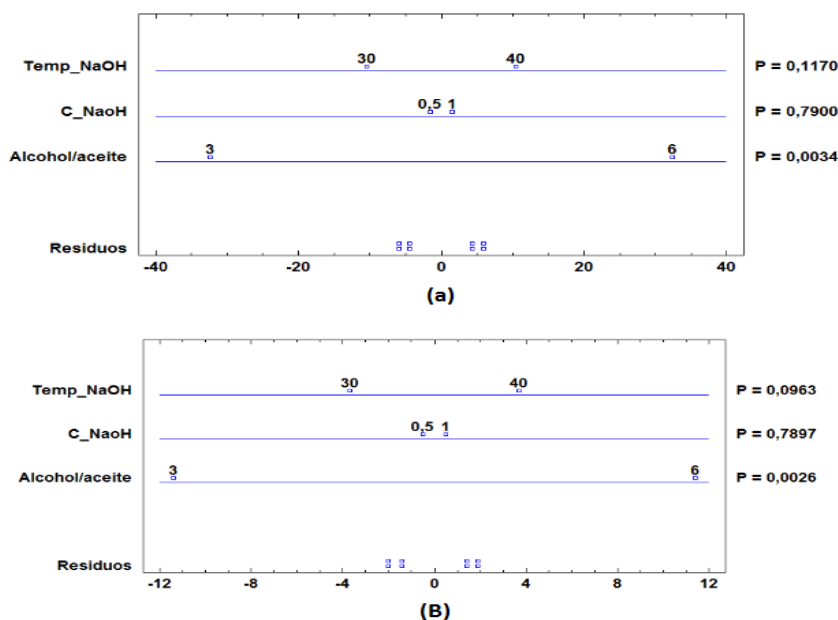 30 40
Temp_NaOH P = 0,1170
0,5 1
C_NaoH P = 0,7900
3 6
Alcohol/aceite P = 0,0034
Residuos
-40 -20 0 20 40
(a)
30 40
Temp_NaOH P = 0,0963
0,5 1
C_NaoH P = 0,7897
3 6
Alcohol/aceite P = 0,0026
Residuos
-12 -8 -4 0 4 8 12
(B)